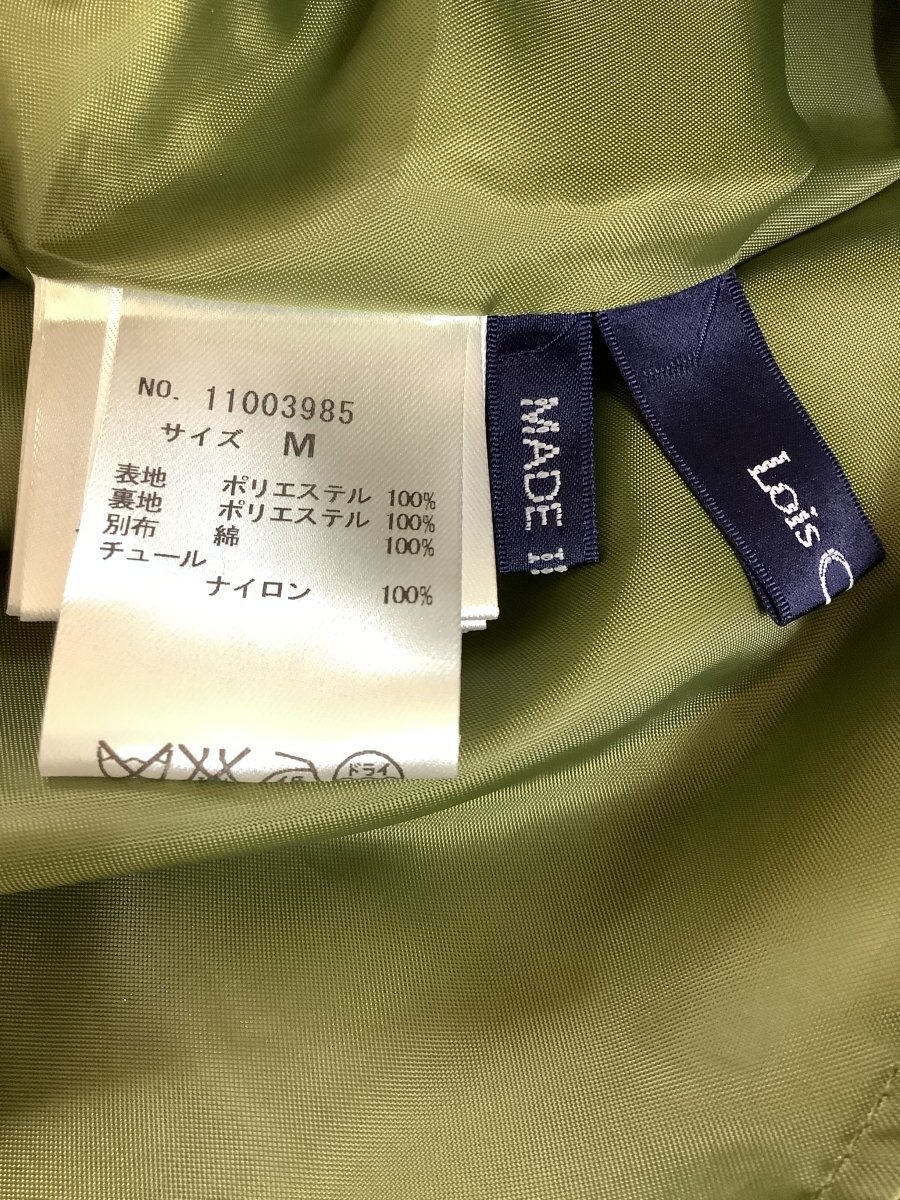 NO. 11003985
サイズ M
表地 ポリエステル 100%
裏地 ポリエステル 100%
別布 綿 100%
チュール
ナイロン 100%
ドライ
MADE
Lois